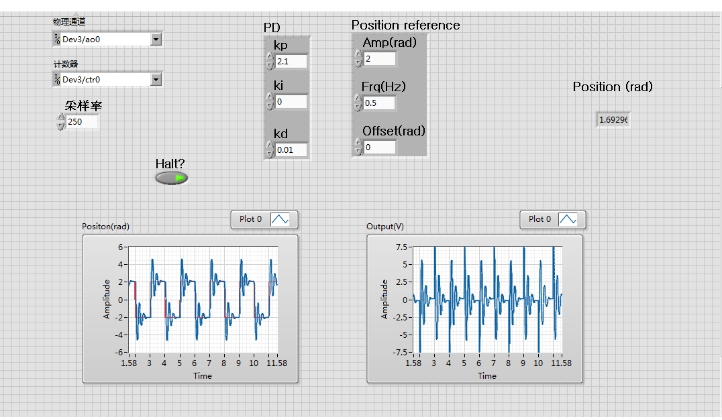 物理通道
Dev3/ao0
计数器
Dev3/ctr0
采样率
250
Halt?
PD
kp
2.1
ki
0
kd
0.01
Position reference
Amp(rad)
2
Frq(Hz)
0.5
Offset(rad)
0
Position (rad)
1.6929
Positon(rad)
Plot 0
Amplitude
6
4
2
0
-2
-4
-6
1.58 3 4 5 6 7 8 9 10 11.58
Time
Output(V)
Plot 0
Amplitude
7.5
5
2.5
0
-2.5
-5
-7.5
1.58 3 4 5 6 7 8 9 10 11.58
Time